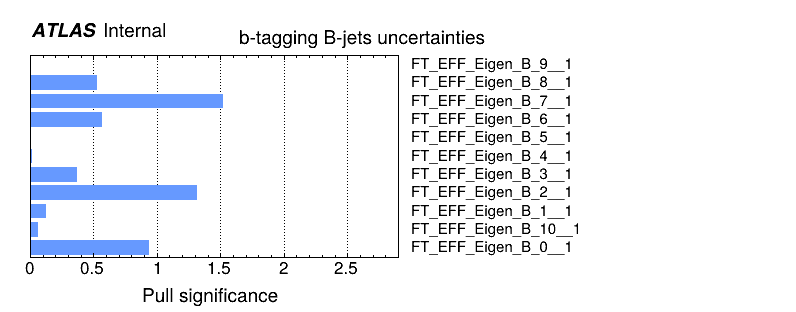 ATLAS Internal
b-tagging B-jets uncertainties
FT_EFF_Eigen_B_9__1
FT_EFF_Eigen_B_8__1
FT_EFF_Eigen_B_7__1
FT_EFF_Eigen_B_6__1
FT_EFF_Eigen_B_5__1
FT_EFF_Eigen_B_4__1
FT_EFF_Eigen_B_3__1
FT_EFF_Eigen_B_2__1
FT_EFF_Eigen_B_1__1
FT_EFF_Eigen_B_10__1
FT_EFF_Eigen_B_0__1
0 0.5 1 1.5 2 2.5
Pull significance